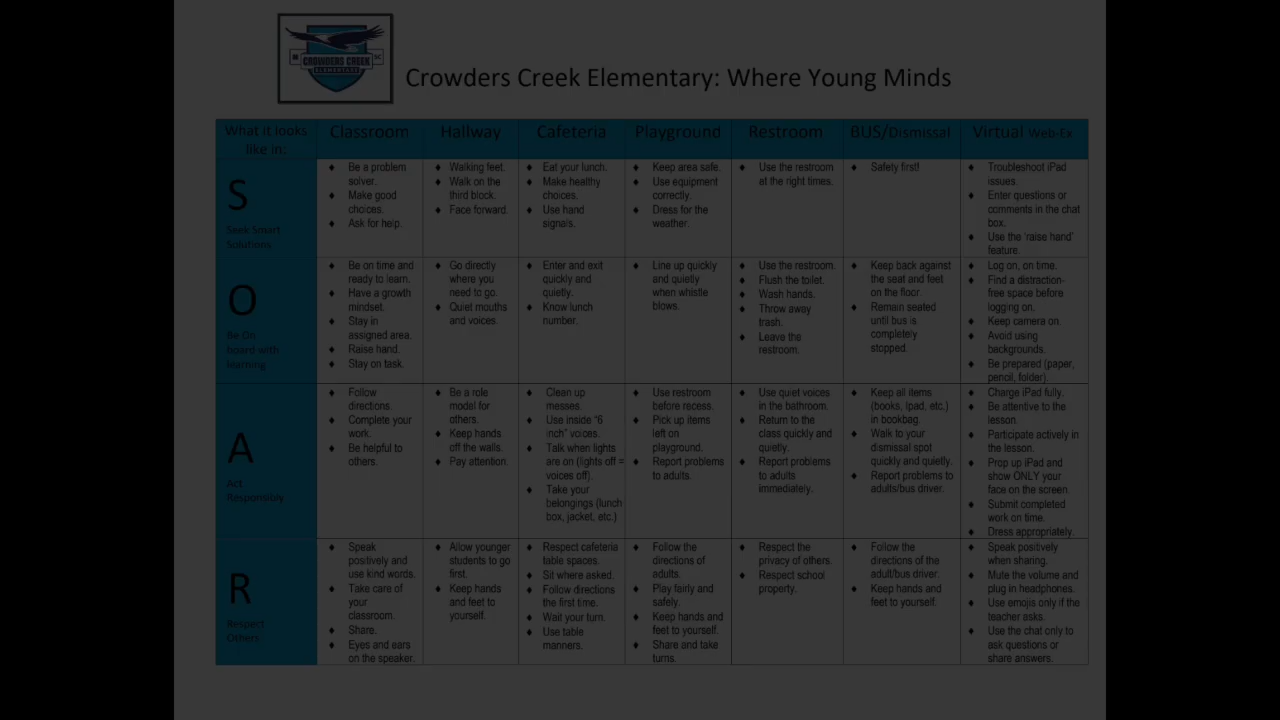 CROWDERS CREEK
ELEMENTARY
Crowders Creek Elementary: Where Young Minds
What it looks
like in:
Classroom
Hallway
Cafeteria
Playground
Restroom
BUS/Dismissal
Virtual Web-Ex
S
Seek Smart
Solutions
♦ Be a problem
solver.
♦ Make good
choices.
♦ Ask for help.
♦ Walking feet.
♦ Walk on the
third block.
♦ Face forward.
♦ Eat your lunch.
♦ Make healthy
choices.
♦ Use hand
signals.
♦ Keep area safe.
♦ Use equipment
correctly.
♦ Dress for the
weather.
♦ Use the restroom
at the right times.
♦ Safety first!
♦ Troubleshoot iPad
issues.
♦ Enter questions or
comments in the chat
box.
♦ Use the 'raise hand'
feature.
O
Be On
board with
learning
♦ Be on time and
ready to learn.
♦ Have a growth
mindset.
♦ Stay in
assigned area.
♦ Raise hand.
♦ Stay on task.
♦ Go directly
where you
need to go.
♦ Quiet mouths
and voices.
♦ Enter and exit
quickly and
quietly.
♦ Know lunch
number.
♦ Line up quickly
and quietly
when whistle
blows.
♦ Use the restroom.
♦ Flush the toilet.
♦ Wash hands.
♦ Throw away
trash.
♦ Leave the
restroom.
♦ Keep back against
the seat and feet
on the floor.
♦ Remain seated
until bus is
completely
stopped.
♦ Log on, on time.
♦ Find a distraction-
free space before
logging on.
♦ Keep camera on.
♦ Avoid using
backgrounds.
♦ Be prepared (paper,
pencil, folder).
A
Act
Responsibly
♦ Follow
directions.
♦ Complete your
work.
♦ Be helpful to
others.
♦ Be a role
model for
others.
♦ Keep hands
off the walls.
♦ Pay attention.
♦ Clean up
messes.
♦ Use inside "6
inch" voices.
♦ Talk when lights
are on (lights off =
voices off).
♦ Take your
belongings (lunch
box, jacket, etc.)
♦ Use restroom
before recess.
♦ Pick up items
left on
playground.
♦ Report problems
to adults.
♦ Use quiet voices
in the bathroom.
♦ Return to the
class quickly and
quietly.
♦ Report problems
to adults
immediately.
♦ Keep all items
(books, Ipad, etc.)
in bookbag.
♦ Walk to your
dismissal spot
quickly and quietly.
♦ Report problems to
adults/bus driver.
♦ Charge iPad fully.
♦ Be attentive to the
lesson.
♦ Participate actively in
the lesson.
♦ Prop up iPad and
show ONLY your
face on the screen
♦ Submit completed
work on time.
♦ Dress appropriately.
R
Respect
Others
♦ Speak
positively and
use kind words.
♦ Take care of
your
classroom.
♦ Share.
♦ Eyes and ears
on the speaker.
♦ Allow younger
students to go
first.
♦ Keep hands
and feet to
yourself.
♦ Respect cafeteria
table spaces.
♦ Sit where asked.
♦ Follow directions
the first time.
♦ Wait your turn.
♦ Use table
manners.
♦ Follow the
directions of
adults.
♦ Play fairly and
safely.
♦ Keep hands and
feet to yourself.
♦ Share and take
turns.
♦ Respect the
privacy of others.
♦ Respect school
property.
♦ Follow the
directions of the
adult/bus driver.
♦ Keep hands and
feet to yourself.
♦ Speak positively
when sharing.
♦ Mute the volume and
plug in headphones.
♦ Use emojis only if the
teacher asks.
♦ Use the chat only to
ask questions or
share answers.